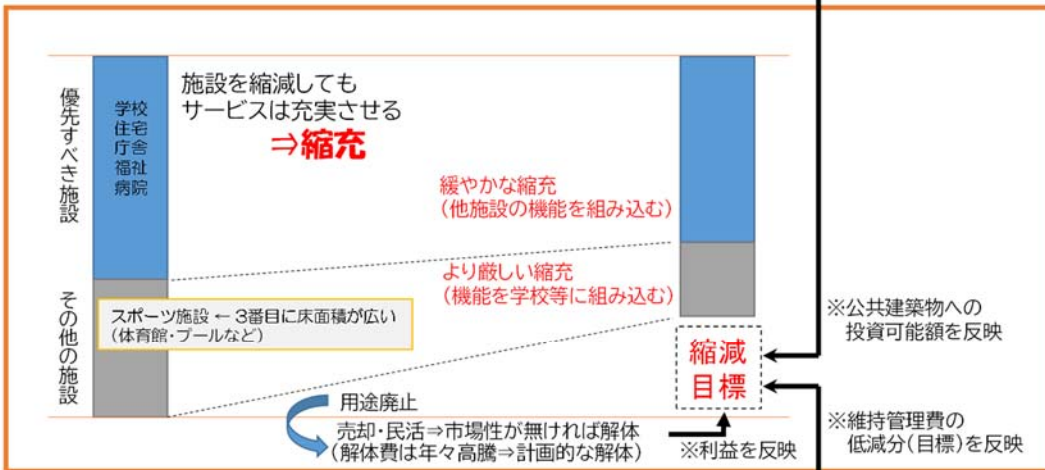 優先すべき施設
学校
住宅
庁舎
福祉
病院
施設を縮減しても
サービスは充実させる
⇒縮充
緩やかな縮充
(他施設の機能を組み込む)
より厳しい縮充
(機能を学校等に組み込む)
その他の施設
スポーツ施設 ← 3番目に床面積が広い
(体育館・プールなど)
縮減
目標
※公共建築物への
投資可能額を反映
※維持管理費の
低減分(目標)を反映
用途廃止
売却・民活⇒市場性が無ければ解体
(解体費は年々高騰⇒計画的な解体)
※利益を反映